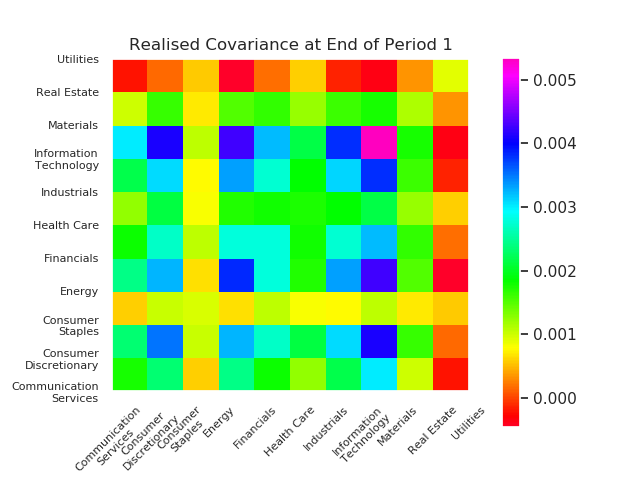 Realised Covariance at End of Period 1
Utilities
Real Estate
Materials
Information
Technology
Industrials
Health Care
Financials
Energy
Consumer
Staples
Consumer
Discretionary
Communication
Services
Communication
Services
Consumer
Discretionary
Consumer
Staples
Energy
Financials
Health Care
Industrials
Information
Technology
Materials
Real Estate
Utilities
0.005
0.004
0.003
0.002
0.001
0.000